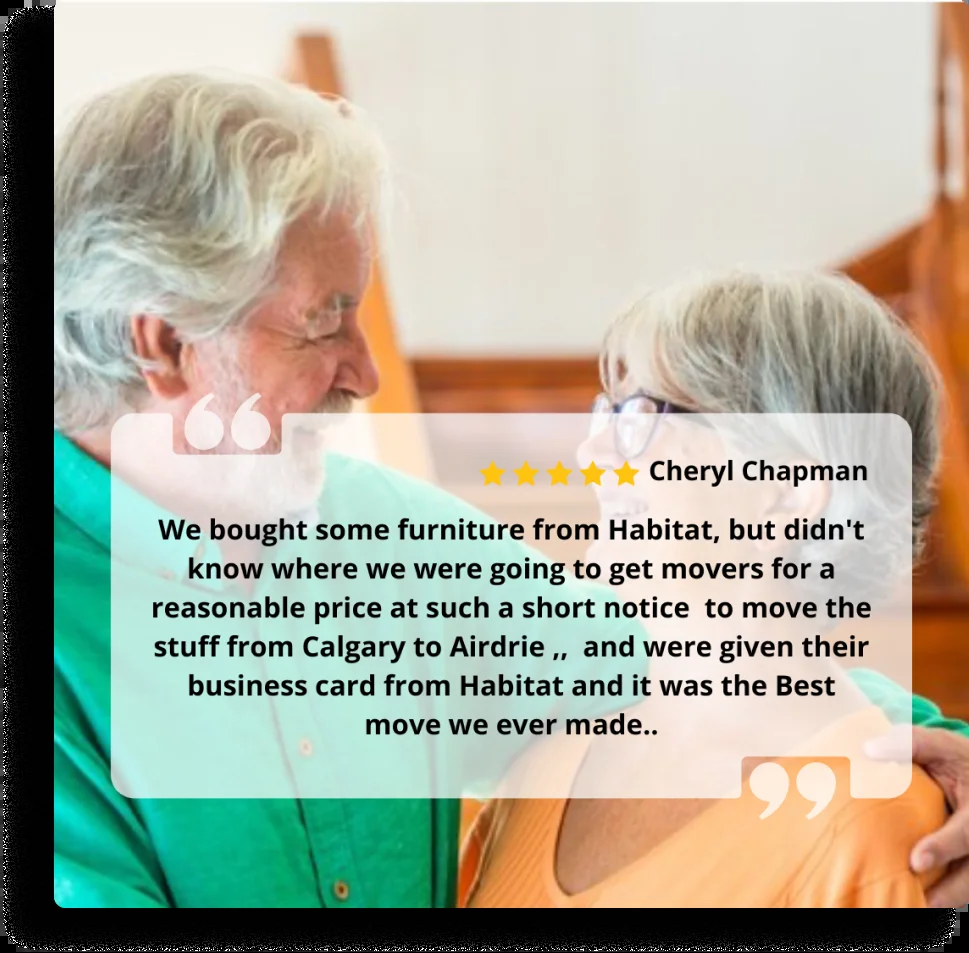 ★★★★★ Cheryl Chapman
We bought some furniture from Habitat, but didn't
know where we were going to get movers for a
reasonable price at such a short notice  to move the
stuff from Calgary to Airdrie ,,  and were given their
business card from Habitat and it was the Best
move we ever made..